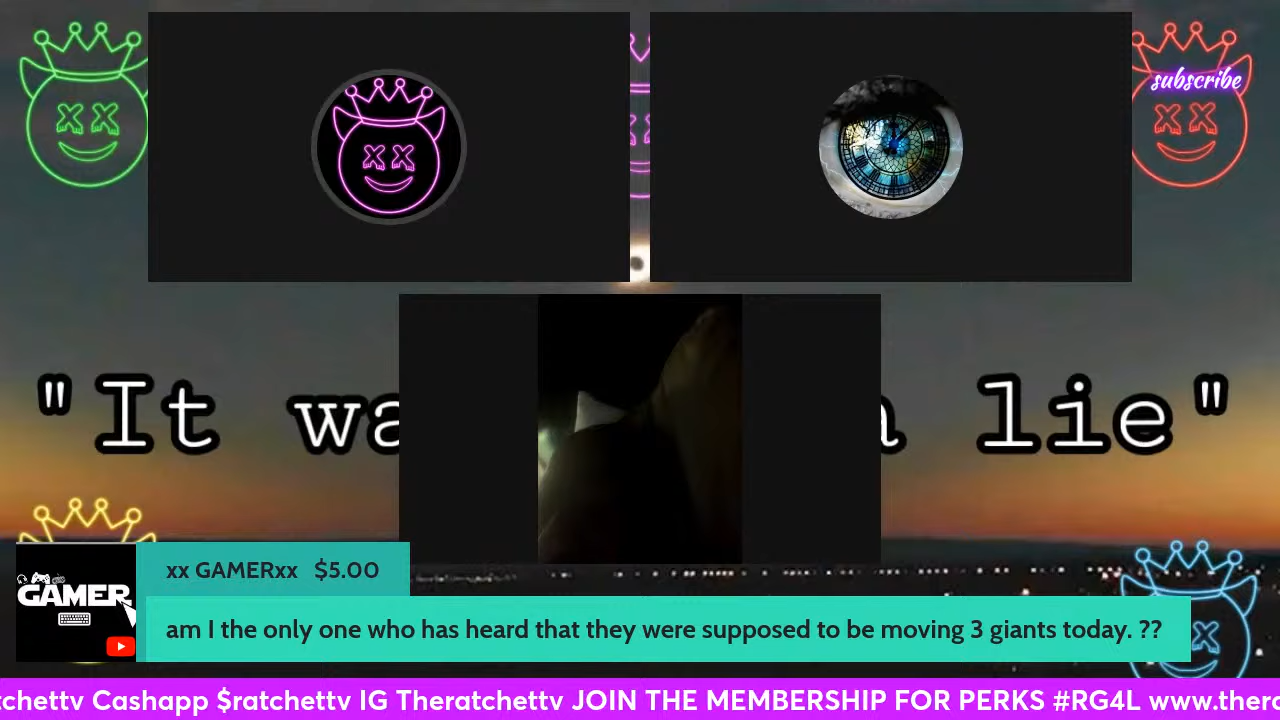 subscribe
"It wa
a lie"
GAMER
xx GAMERxx $5.00
am I the only one who has heard that they were supposed to be moving 3 giants today. ??
tchettv Cashapp $ratchettv IG Theratchettv JOIN THE MEMBERSHIP FOR PERKS #RG4L www.thera